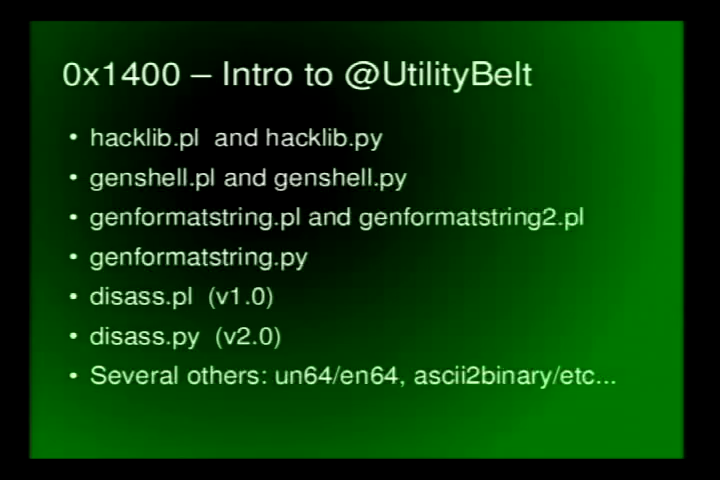 0x1400 – Intro to @UtilityBelt
• hacklib.pl and hacklib.py
• genshell.pl and genshell.py
• genformatstring.pl and genformatstring2.pl
• genformatstring.py
• disass.pl (v1.0)
• disass.py (v2.0)
• Several others: un64/en64, ascii2binary/etc...